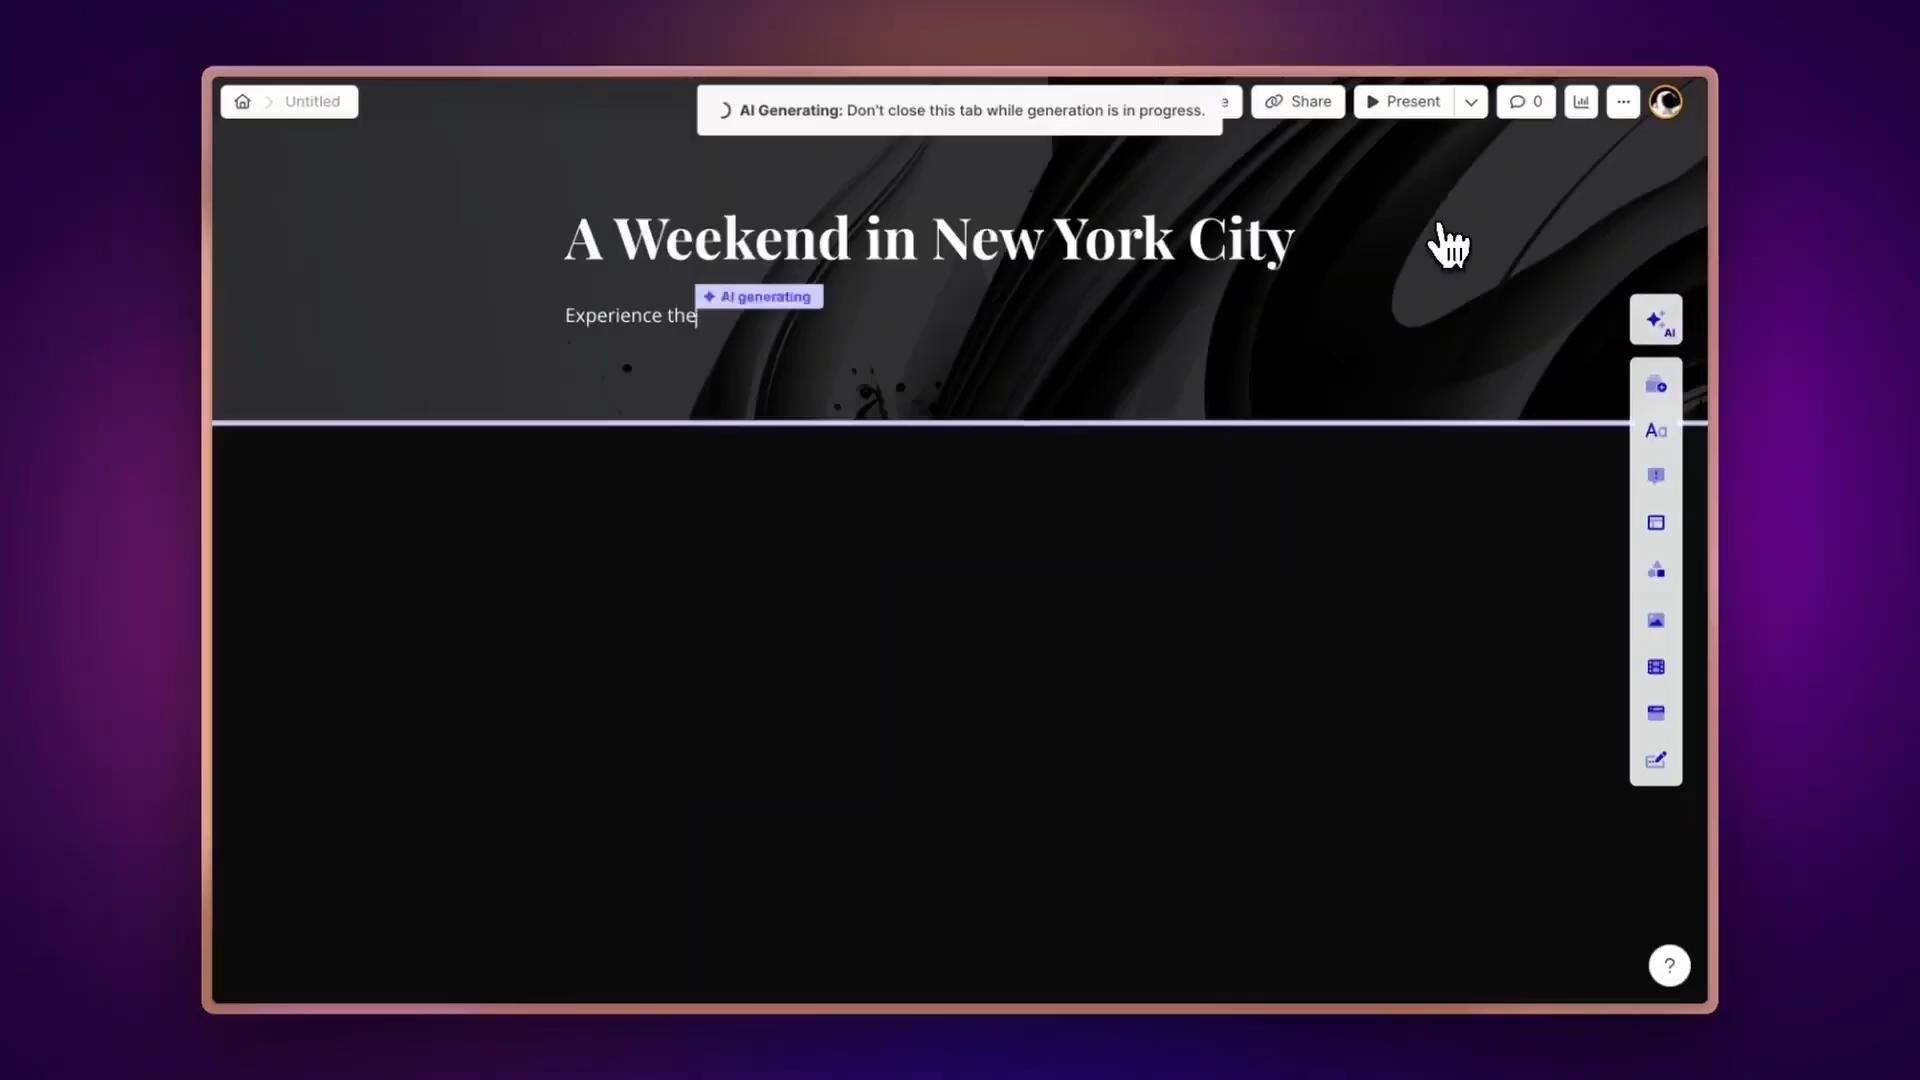 Untitled
AI Generating: Don't close this tab while generation is in progress.
e
Share
Present
0
A Weekend in New York City
AI generating
Experience the
AI
Aa
?